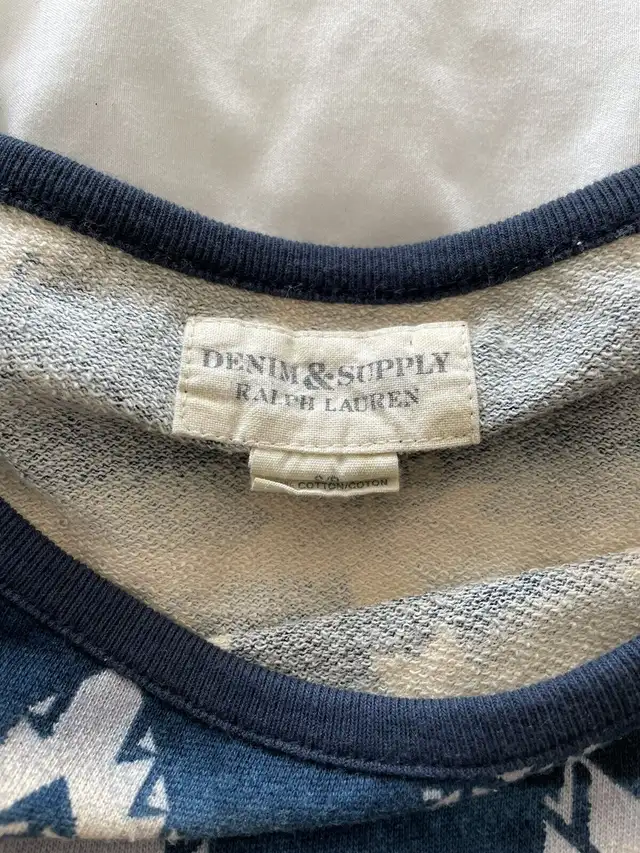 DENIM & SUPPLY
RALPH LAUREN
COTTON/COTON